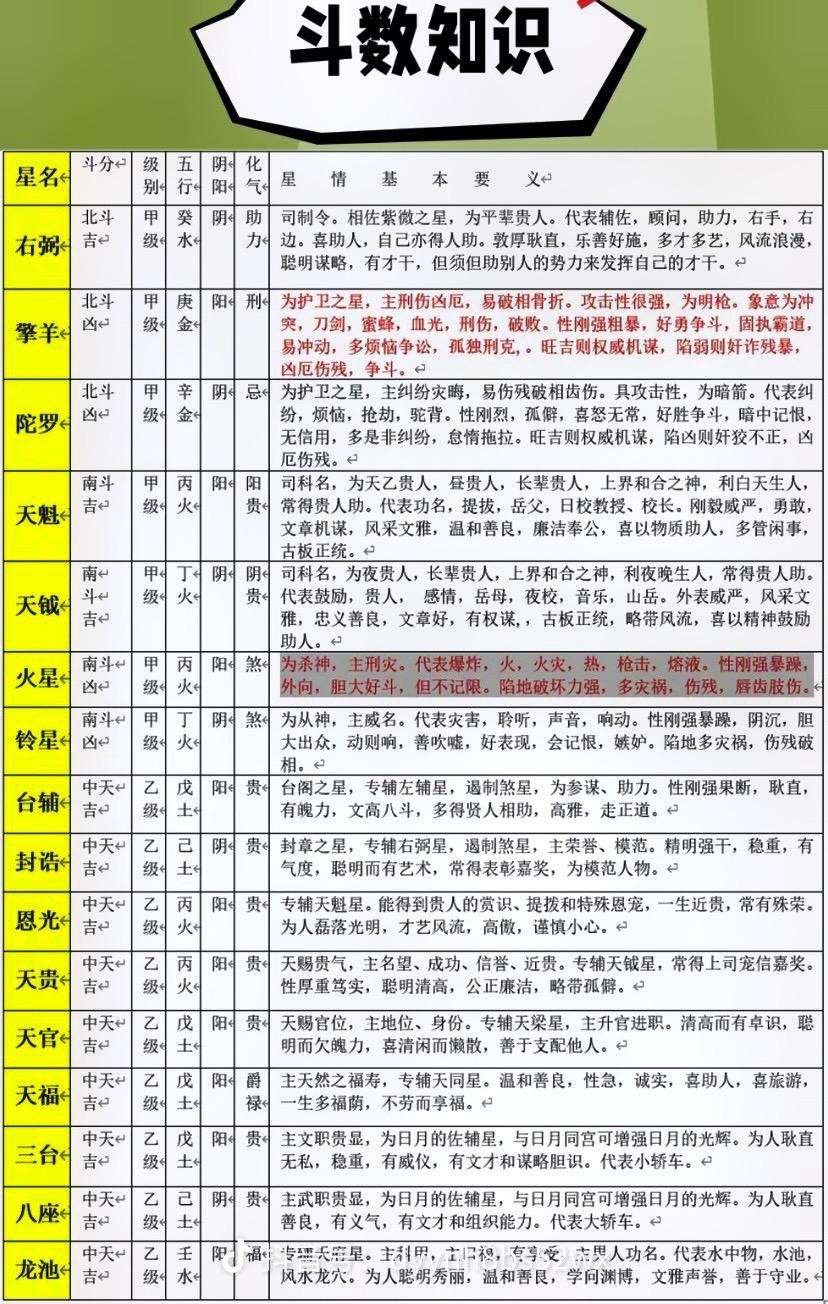 斗数知识
星名 斗分 级别 五行 阴阳 化气 星情基本要义
右弼 北斗吉 甲级 癸水 阴 助力
司制令。相佐紫微之星，为平辈贵人。代表辅佐，顾问，助力，右手，右
边。喜助人，自己亦得人助。敦厚耿直，乐善好施，多才多艺，风流浪漫，
聪明谋略，有才干，但须但助别人的势力来发挥自己的才干。
擎羊 北斗凶 甲级 庚金 阳 刑
为护卫之星，主刑伤凶厄，易破相骨折。攻击性很强，为明枪。象意为冲
突，刀剑，蜜蜂，血光，刑伤，破败。性刚强粗暴，好勇争斗，固执霸道，
易冲动，多烦恼争讼，孤独刑克,。旺吉则权威机谋，陷弱则奸诈残暴，
凶厄伤残，争斗。
陀罗 北斗凶 甲级 辛金 阴 忌
为护卫之星，主纠纷灾晦，易伤残破相齿伤。具攻击性，为暗箭。代表纠
纷，烦恼，抢劫，驼背。性刚烈，孤僻，喜怒无常，好胜争斗，暗中记恨，
无信用，多是非纠纷，怠惰拖拉。旺吉则权威机谋，陷凶则奸狡不正，凶
厄伤残。
天魁 南斗吉 甲级 丙火 阳 阳贵
司科名，为天乙贵人，昼贵人，长辈贵人，上界和合之神，利白天生人，
常得贵人助。代表功名，提拔，岳父，日校教授、校长。刚毅威严，勇敢，
文章机谋，风采文雅，温和善良，廉洁奉公，喜以物质助人，多管闲事，
古板正统。
天钺 南斗吉 甲级 丁火 阴 阴贵
司科名，为夜贵人，长辈贵人，上界和合之神，利夜晚生人，常得贵人助。
代表鼓励，贵人， 感情，岳母，夜校，音乐，山岳。外表威严，风采文
雅，忠义善良，文章好，有权谋,，古板正统，略带风流，喜以精神鼓励
助人。
火星 南斗凶 甲级 丙火 阳 煞
为杀神，主刑灾。代表爆炸，火，火灾，热，枪击，熔液。性刚强暴躁，
外向，胆大好斗，但不记限。陷地破坏力强，多灾祸，伤残，唇齿肢伤。
铃星 南斗凶 甲级 丁火 阴 煞
为从神，主威名。代表灾害，聆听，声音，响动。性刚强暴躁，阴沉，胆
大出众，动则响，善吹嘘，好表现，会记恨，嫉妒。陷地多灾祸，伤残破
相。
台辅 中天吉 乙级 戊土 阳 贵
台阁之星，专辅左辅星，遏制煞星，为参谋、助力。性刚强果断，耿直，
有魄力，文高八斗，多得贤人相助，高雅，走正道。
封诰 中天吉 乙级 己土 阴 贵
封章之星，专辅右弼星，遏制煞星，主荣誉、模范。精明强干，稳重，有
气度，聪明而有艺术，常得表彰嘉奖，为模范人物。
恩光 中天吉 乙级 丙火 阳 贵
专辅天魁星。能得到贵人的赏识、提拨和特殊恩宠，一生近贵，常有殊荣。
为人磊落光明，才艺风流，高傲，谨慎小心。
天贵 中天吉 乙级 丙火 阳 贵
天赐贵气，主名望、成功、信誉、近贵。专辅天钺星，常得上司宠信嘉奖。
性厚重笃实，聪明清高，公正廉洁，略带孤僻。
天官 中天吉 乙级 戊土 阳 贵
天赐官位，主地位、身份。专辅天梁星，主升官进职。清高而有卓识，聪
明而欠魄力，喜清闲而懒散，善于支配他人。
天福 中天吉 乙级 戊土 阳 爵禄
主天然之福寿，专辅天同星。温和善良，性急，诚实，喜助人，喜旅游，
一生多福荫，不劳而享福。
三台 中天吉 乙级 戊土 阳 贵
主文职贵显，为日月的佐辅星，与日月同宫可增强日月的光辉。为人耿直
无私，稳重，有威仪，有文才和谋略胆识。代表小轿车。
八座 中天吉 乙级 己土 阴 贵
主武职贵显，为日月的佐辅星，与日月同宫可增强日月的光辉。为人耿直
善良，有义气，有文才和组织能力。代表大轿车。
龙池 中天吉 乙级 壬水 阳 福
专辅天府星。主科甲，主口福，享受，主男人功名。代表水中物，水池，
风水龙穴。为人聪明秀丽，温和善良，学问渊博，文雅声誉，善于守业。
抖音号：